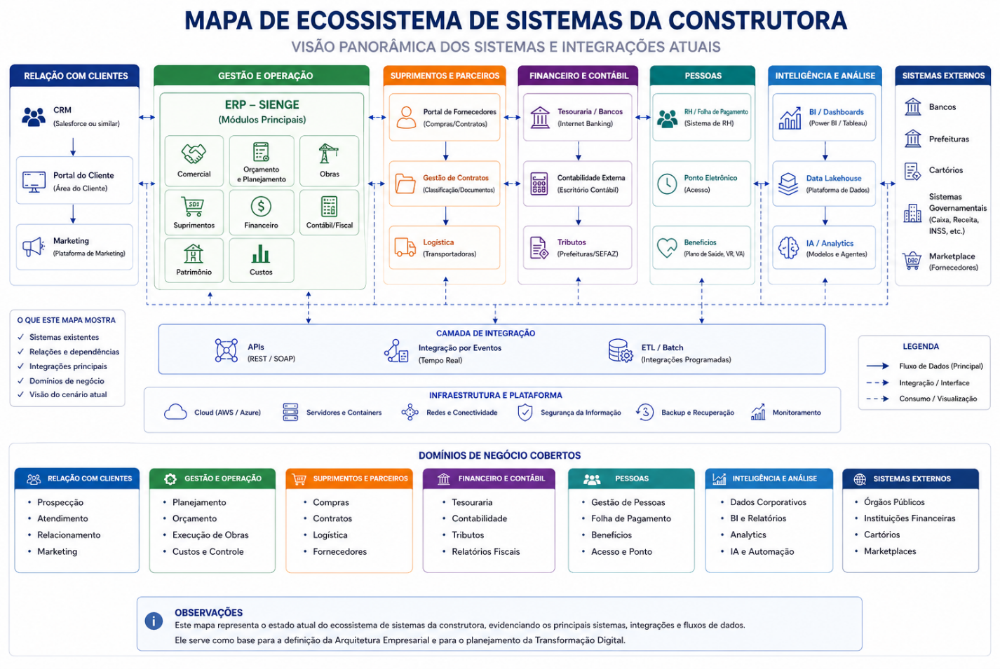 MAPA DE ECOSSISTEMA DE SISTEMAS DA CONSTRUTORA
VISÃO PANORÂMICA DOS SISTEMAS E INTEGRAÇÕES ATUAIS
RELAÇÃO COM CLIENTES
CRM
(Salesforce ou similar)
Portal do Cliente
(Área do Cliente)
Marketing
(Plataforma de Marketing)
GESTÃO E OPERAÇÃO
ERP – SIENGE
(Módulos Principais)
Comercial
Orçamento
e Planejamento
Obras
SDS
Suprimentos
$
Financeiro
Contábil/Fiscal
Patrimônio
Custos
SUPRIMENTOS E PARCEIROS
Portal de Fornecedores
(Compras/Contratos)
Gestão de Contratos
(Classificação/Documentos)
Logística
(Transportadoras)
FINANCEIRO E CONTÁBIL
Tesouraria / Bancos
(Internet Banking)
Contabilidade Externa
(Escritório Contábil)
Tributos
(Prefeituras/SEFAZ)
PESSOAS
RH / Folha de Pagamento
(Sistema de RH)
Ponto Eletrônico
(Acesso)
Benefícios
(Plano de Saúde, VR, VA)
INTELIGÊNCIA E ANÁLISE
BI / Dashboards
(Power BI / Tableau)
Data Lakehouse
(Plataforma de Dados)
IA / Analytics
(Modelos e Agentes)
SISTEMAS EXTERNOS
Bancos
Prefeituras
Cartórios
Sistemas
Governamentais
(Caixa, Receita,
INSS, etc.)
Marketplace
(Fornecedores)
O QUE ESTE MAPA MOSTRA
✓ Sistemas existentes
✓ Relações e dependências
✓ Integrações principais
✓ Domínios de negócio
✓ Visão do cenário atual
CAMADA DE INTEGRAÇÃO
APIs
(REST / SOAP)
Integração por Eventos
(Tempo Real)
ETL / Batch
(Integrações Programadas)
LEGENDA
Fluxo de Dados (Principal)
Integração / Interface
Consumo / Visualização
INFRAESTRUTURA E PLATAFORMA
Cloud (AWS / Azure)
Servidores e Containers
Redes e Conectividade
Segurança da Informação
Backup e Recuperação
Monitoramento
DOMÍNIOS DE NEGÓCIO COBERTOS
RELAÇÃO COM CLIENTES
• Prospecção
• Atendimento
• Relacionamento
• Marketing
GESTÃO E OPERAÇÃO
• Planejamento
• Orçamento
• Execução de Obras
• Custos e Controle
SUPRIMENTOS E PARCEIROS
• Compras
• Contratos
• Logística
• Fornecedores
FINANCEIRO E CONTÁBIL
• Tesouraria
• Contabilidade
• Tributos
• Relatórios Fiscais
PESSOAS
• Gestão de Pessoas
• Folha de Pagamento
• Benefícios
• Acesso e Ponto
INTELIGÊNCIA E ANÁLISE
• Dados Corporativos
• BI e Relatórios
• Analytics
• IA e Automação
SISTEMAS EXTERNOS
• Órgãos Públicos
• Instituições Financeiras
• Cartórios
• Marketplaces
OBSERVAÇÕES
Este mapa representa o estado atual do ecossistema de sistemas da construtora, evidenciando os principais sistemas, integrações e fluxos de dados.
Ele serve como base para a definição da Arquitetura Empresarial e para o planejamento da Transformação Digital.